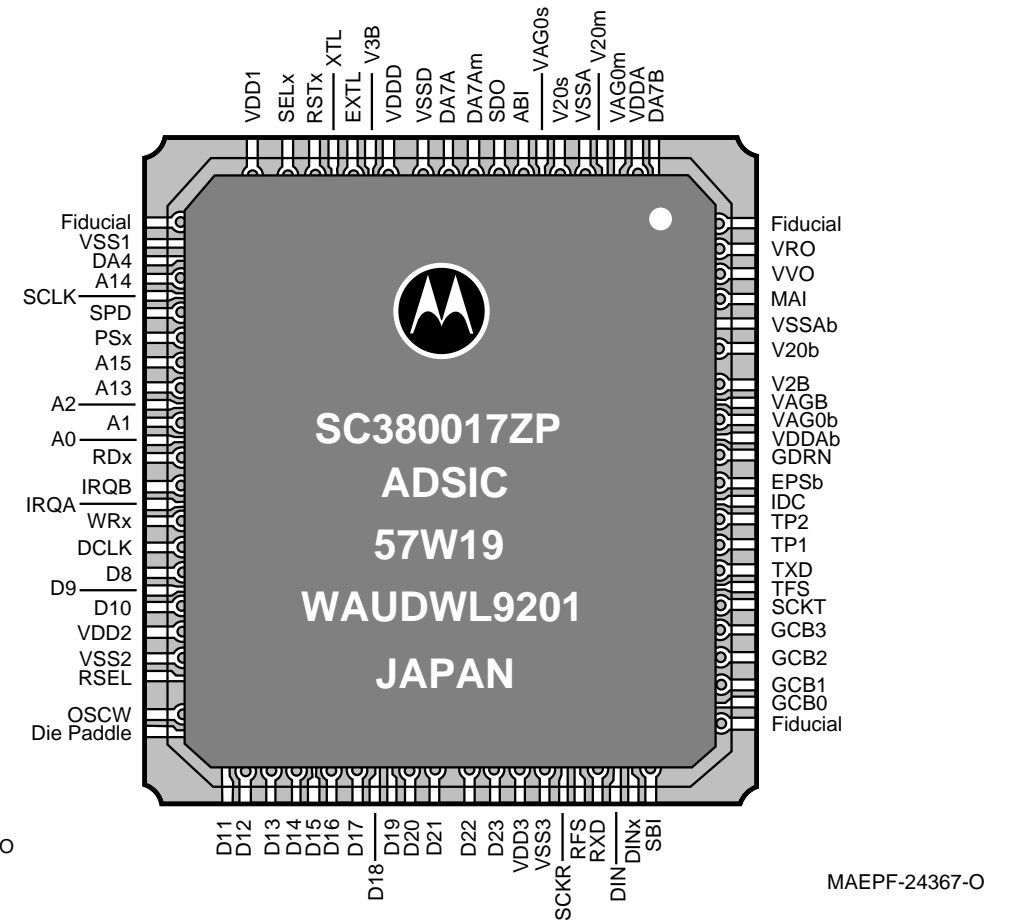 VDD1
SELx
RSTx
XTL
EXTL
V3B
VDDD
VSSD
DA7A
DA7Am
SDO
ABI
VAG0s
V20s
VSSA
V20m
VAG0m
VDDA
DA7B
Fiducial
VSS1
DA4
A14
SCLK
SPD
PSx
A15
A13
A2
A1
A0
RDx
IRQB
IRQA
WRx
DCLK
D8
D9
D10
VDD2
VSS2
RSEL
OSCW
Die Paddle
SC380017ZP
ADSIC
57W19
WAUDWL9201
JAPAN
Fiducial
VRO
VVO
MAI
VSSAb
V20b
V2B
VAGB
VAG0b
VDDAb
GDRN
EPSb
IDC
TP2
TP1
TXD
TFS
SCKT
GCB3
GCB2
GCB1
GCB0
Fiducial
D11
D12
D13
D14
D15
D16
D17
D18
D19
D20
D21
D22
D23
VDD3
VSS3
SCKR
RFS
RXD
DIN
DINx
SBI
O
MAEPF-24367-O